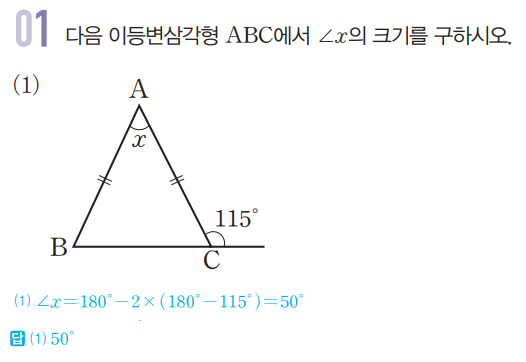 01 다음 이등변삼각형 ABC에서 ∠x의 크기를 구하시오.
(1)
A
x
115°
B
C
(1) ∠x=180°-2×(180°-115°)=50°
답 (1) 50°